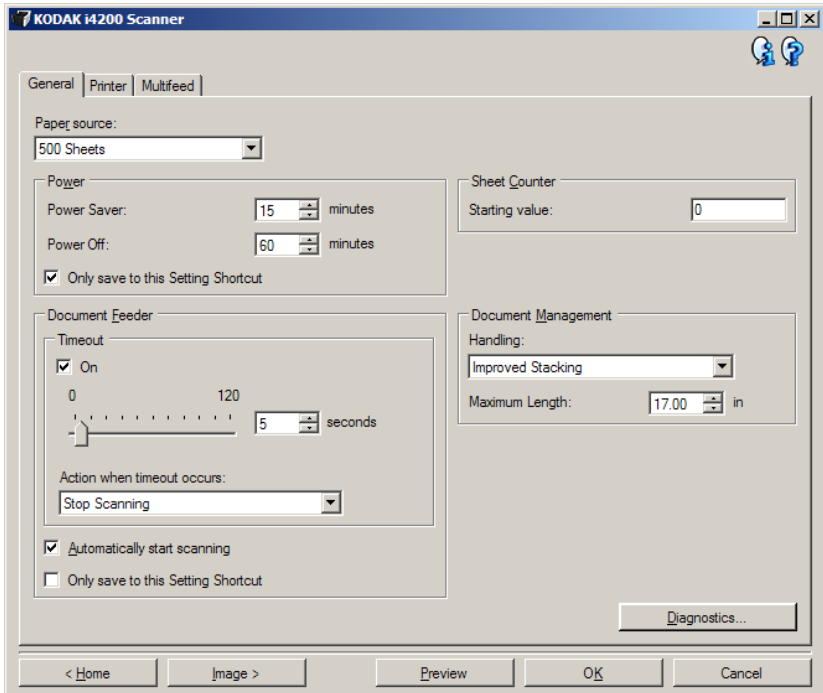 KODAK i4200 Scanner
General Printer Multifeed
Paper source:
500 Sheets
Power
Power Saver: 15 minutes
Power Off: 60 minutes
Only save to this Setting Shortcut
Sheet Counter
Starting value: 0
Document Feeder
Timeout
On
0 120
5 seconds
Action when timeout occurs:
Stop Scanning
Automatically start scanning
Only save to this Setting Shortcut
Document Management
Handling:
Improved Stacking
Maximum Length: 17.00 in
Diagnostics...
< Home Image > Preview OK Cancel